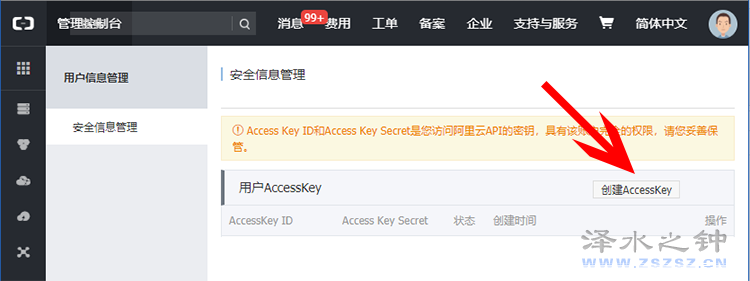 管理控制台 消息 99+ 费用 工单 备案 企业 支持与服务 简体中文
用户信息管理
安全信息管理
安全信息管理
Access Key ID和Access Key Secret是您访问阿里云API的密钥，具有该账户完全的权限，请您妥善保
管。
用户AccessKey 创建AccessKey
AccessKey ID Access Key Secret 状态 创建时间 操作
泽水之钟
WWW.ZSZSZ.CN